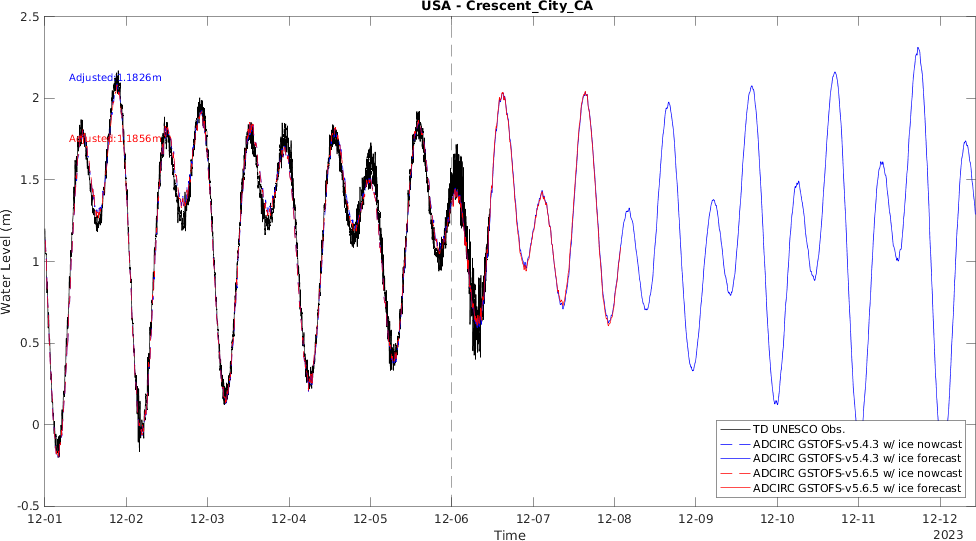 USA - Crescent_City_CA
2.5
2
1.5
1
0.5
0
-0.5
Water Level (m)
Adjusted:1.1826m
Adjusted:1.1856m
TD UNESCO Obs.
ADCIRC GSTOFS-v5.4.3 w/ ice nowcast
ADCIRC GSTOFS-v5.4.3 w/ ice forecast
ADCIRC GSTOFS-v5.6.5 w/ ice nowcast
ADCIRC GSTOFS-v5.6.5 w/ ice forecast
12-01 12-02 12-03 12-04 12-05 12-06 12-07 12-08 12-09 12-10 12-11 12-12
2023
Time